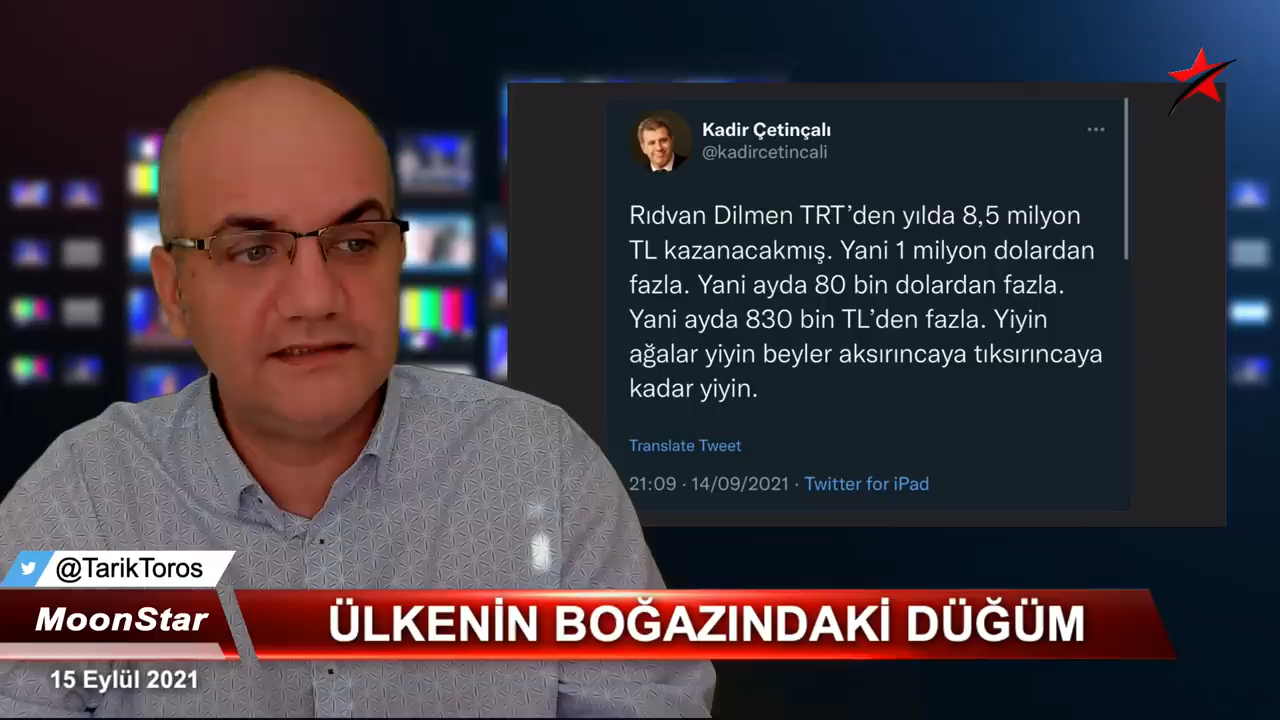 Kadir Çetinçalı
@kadircetincali
Rıdvan Dilmen TRT’den yılda 8,5 milyon
TL kazanacakmış. Yani 1 milyon dolardan
fazla. Yani ayda 80 bin dolardan fazla.
Yani ayda 830 bin TL’den fazla. Yiyin
ağalar yiyin beyler aksırıncaya tıksırıncaya
kadar yiyin.
Translate Tweet
21:09 · 14/09/2021 · Twitter for iPad
@TarikToros
MoonStar
ÜLKENİN BOĞAZINDAKİ DÜĞÜM
15 Eylül 2021